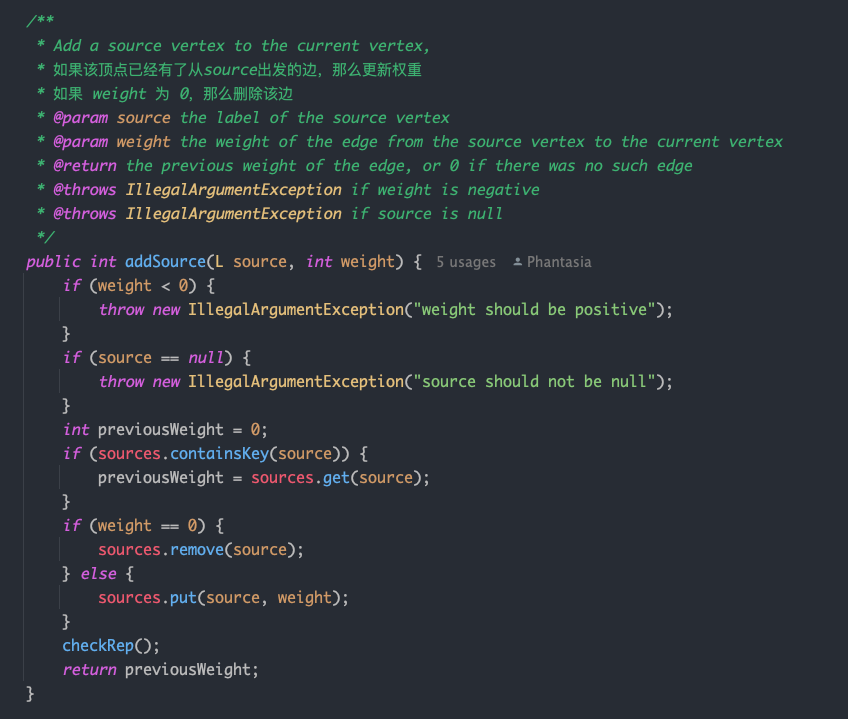 /**
 * Add a source vertex to the current vertex,
 * 如果该顶点已经有了从source出发的边，那么更新权重
 * 如果 weight 为 0，那么删除该边
 * @param source the label of the source vertex
 * @param weight the weight of the edge from the source vertex to the current vertex
 * @return the previous weight of the edge, or 0 if there was no such edge
 * @throws IllegalArgumentException if weight is negative
 * @throws IllegalArgumentException if source is null
 */
public int addSource(L source, int weight) { 5 usages Phantasia
    if (weight < 0) {
        throw new IllegalArgumentException("weight should be positive");
    }
    if (source == null) {
        throw new IllegalArgumentException("source should not be null");
    }
    int previousWeight = 0;
    if (sources.containsKey(source)) {
        previousWeight = sources.get(source);
    }
    if (weight == 0) {
        sources.remove(source);
    } else {
        sources.put(source, weight);
    }
    checkRep();
    return previousWeight;
}